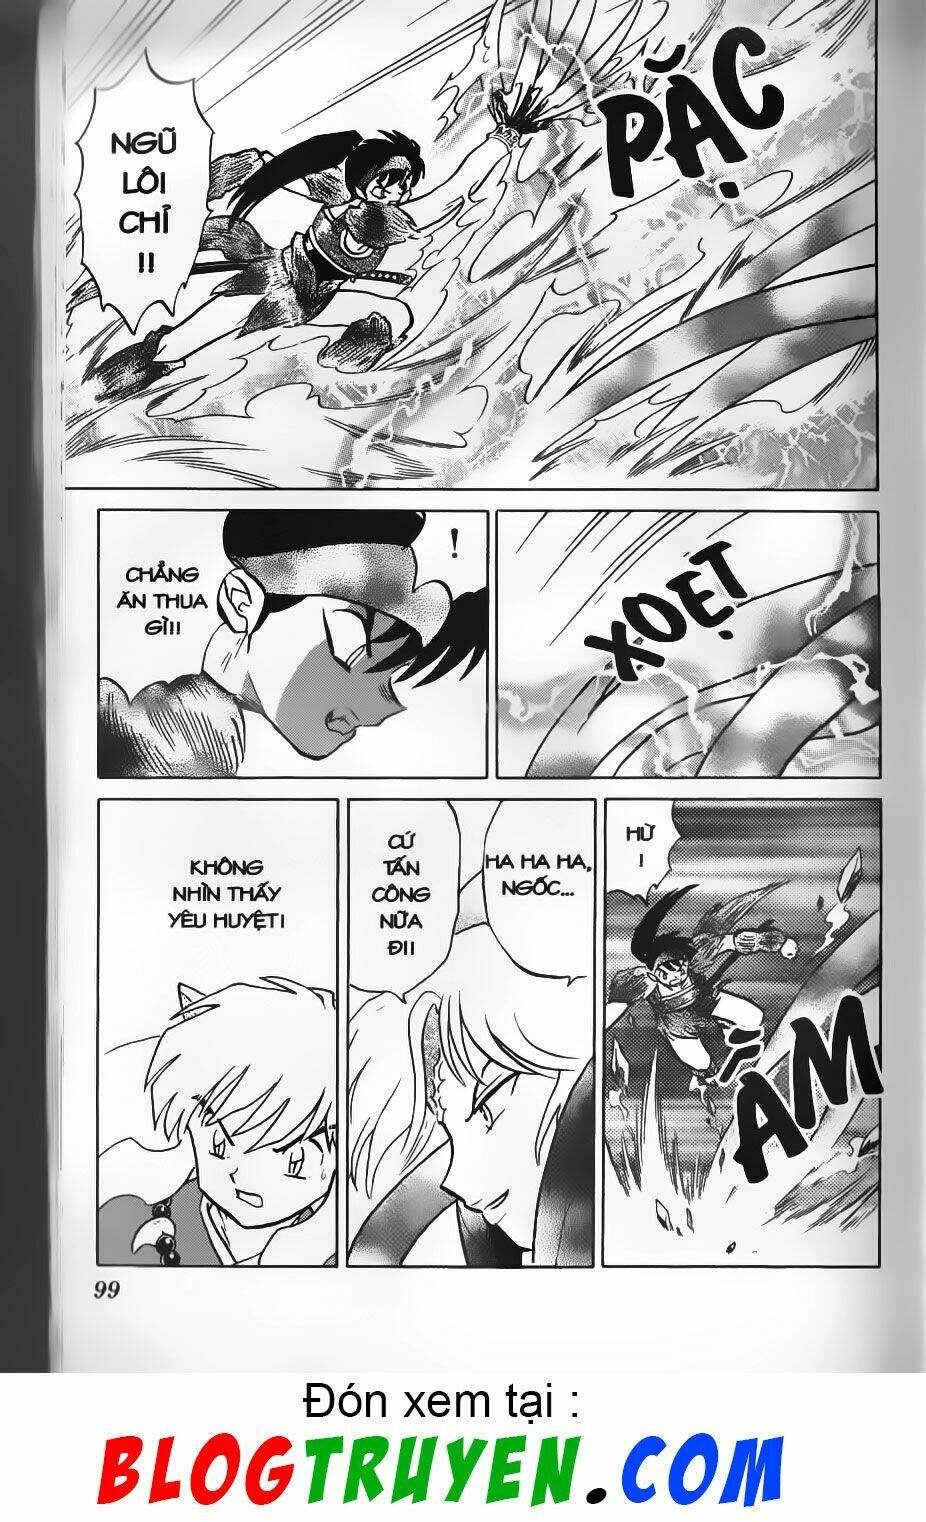 NGŨ
LÔI
CHỈ
!!
PẶC
XOẸT
!
CHẲNG
ĂN THUA
GÌ!!
HỪ
!
ẦM
HA HA HA,
NGỐC...
CỨ
TẤN
CÔNG
NỮA
ĐI!
KHÔNG
NHÌN THẤY
YÊU HUYỆT!
99
Đón xem tại :
BLOGTRUYEN.COM